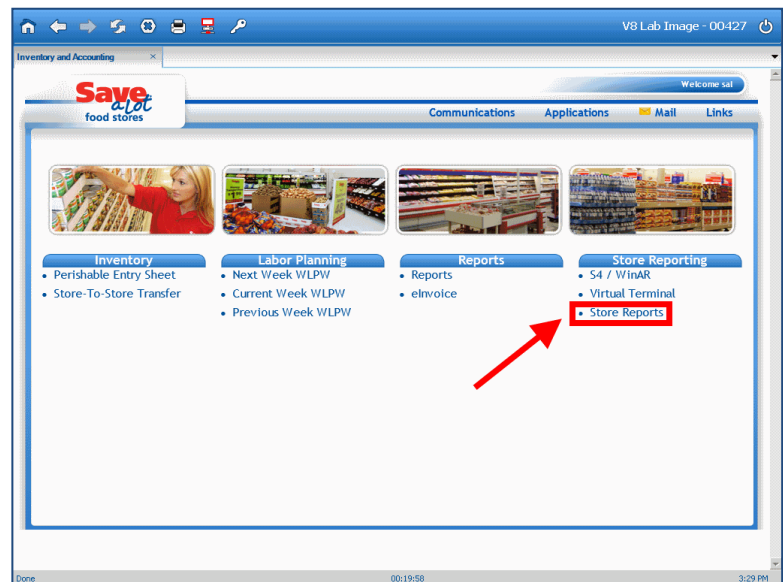 V8 Lab Image - 00427
Inventory and Accounting
Welcome sal
Save
a lot
food stores
Communications Applications Mail Links
Inventory
Perishable Entry Sheet
Store-To-Store Transfer
Labor Planning
Next Week WLPW
Current Week WLPW
Previous Week WLPW
Reports
Reports
eInvoice
Store Reporting
S4 / WinAR
Virtual Terminal
Store Reports
Done 00:19:58 3:29 PM